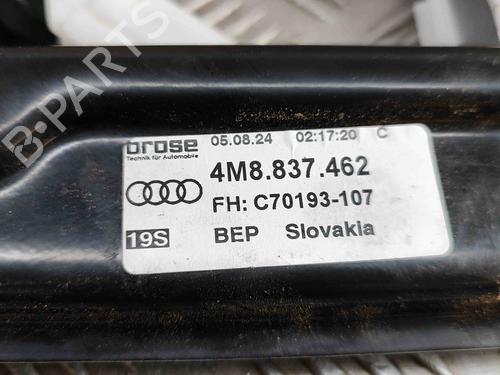 brose 05.08.24 02:17:20 C
Technik für Automobile
4M8.837.462
FH: C70193-107
19S BEP Slovakia
B-PARTS